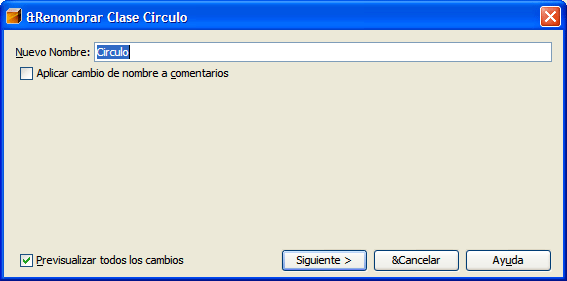 &Renombrar Clase Circulo
Nuevo Nombre: Circulo
Aplicar cambio de nombre a comentarios
Previsualizar todos los cambios Siguiente > &Cancelar Ayuda